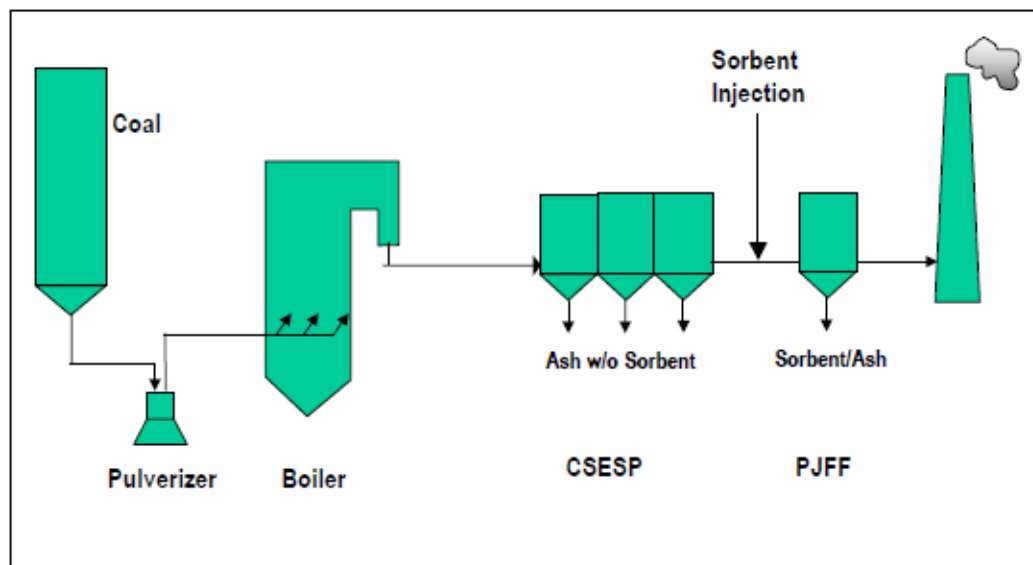 Coal
Sorbent
Injection
Ash w/o Sorbent
Sorbent/Ash
Pulverizer
Boiler
CSESP
PJFF